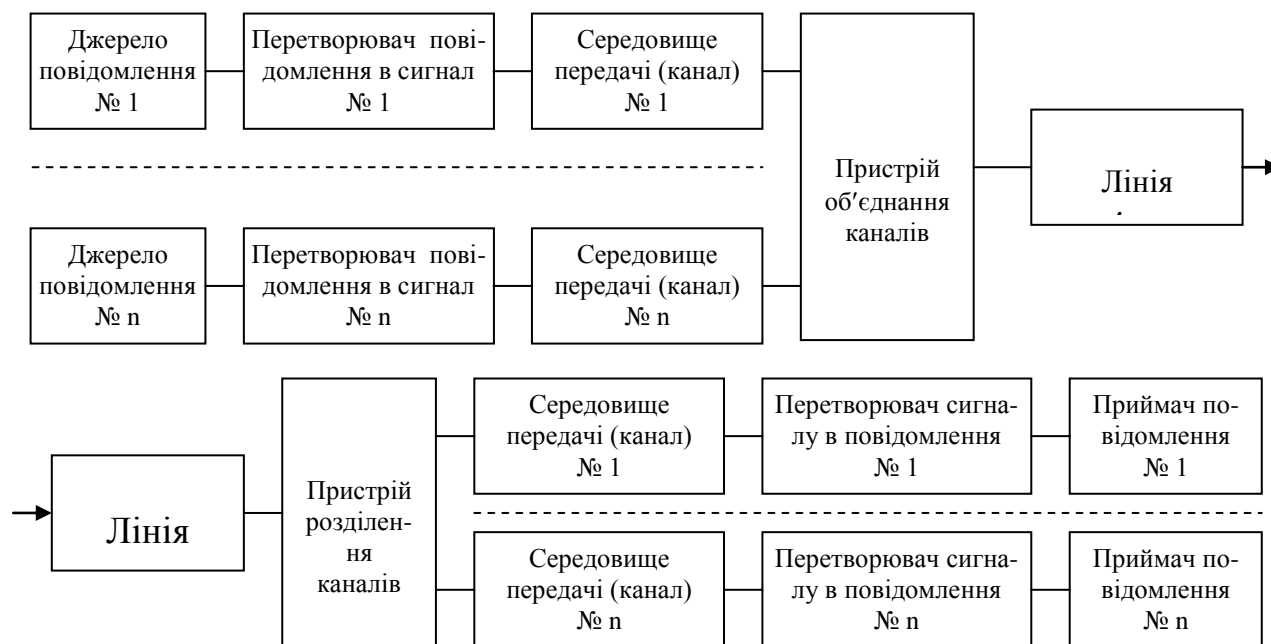 Джерело
повідомлення
№ 1
Перетворювач пові-
домлення в сигнал
№ 1
Середовище
передачі (канал)
№ 1
Пристрій
об′єднання
каналів
Лінія
Джерело
повідомлення
№ n
Перетворювач пові-
домлення в сигнал
№ n
Середовище
передачі (канал)
№ n
Лінія
Пристрій
розділен-
ня
каналів
Середовище
передачі (канал)
№ 1
Перетворювач сигна-
лу в повідомлення
№ 1
Приймач по-
відомлення
№ 1
Середовище
передачі (канал)
№ n
Перетворювач сигна-
лу в повідомлення
№ n
Приймач по-
відомлення
№ n